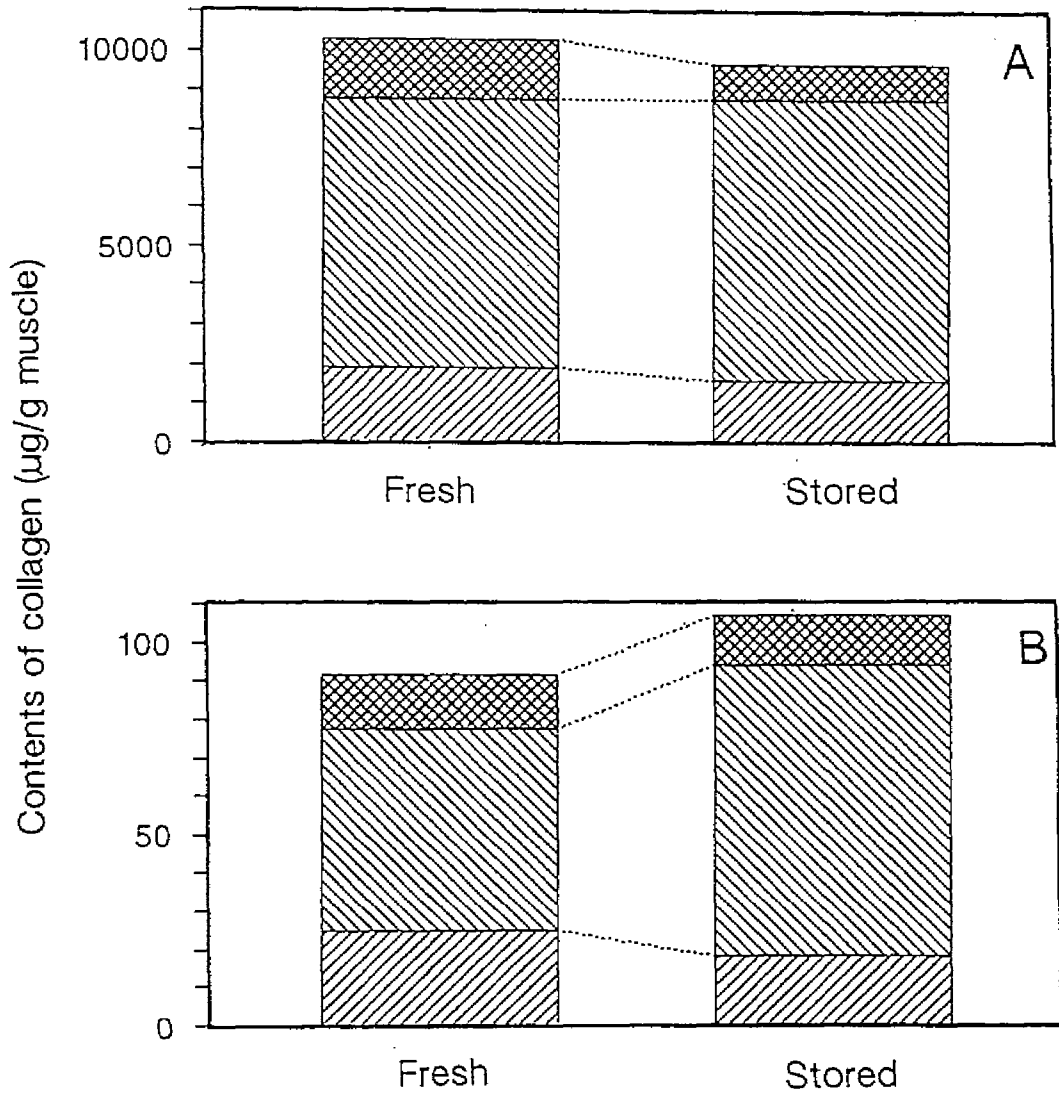 Contents of collagen (µg/g muscle)
A
10000
5000
0
Fresh Stored
B
100
50
0
Fresh Stored